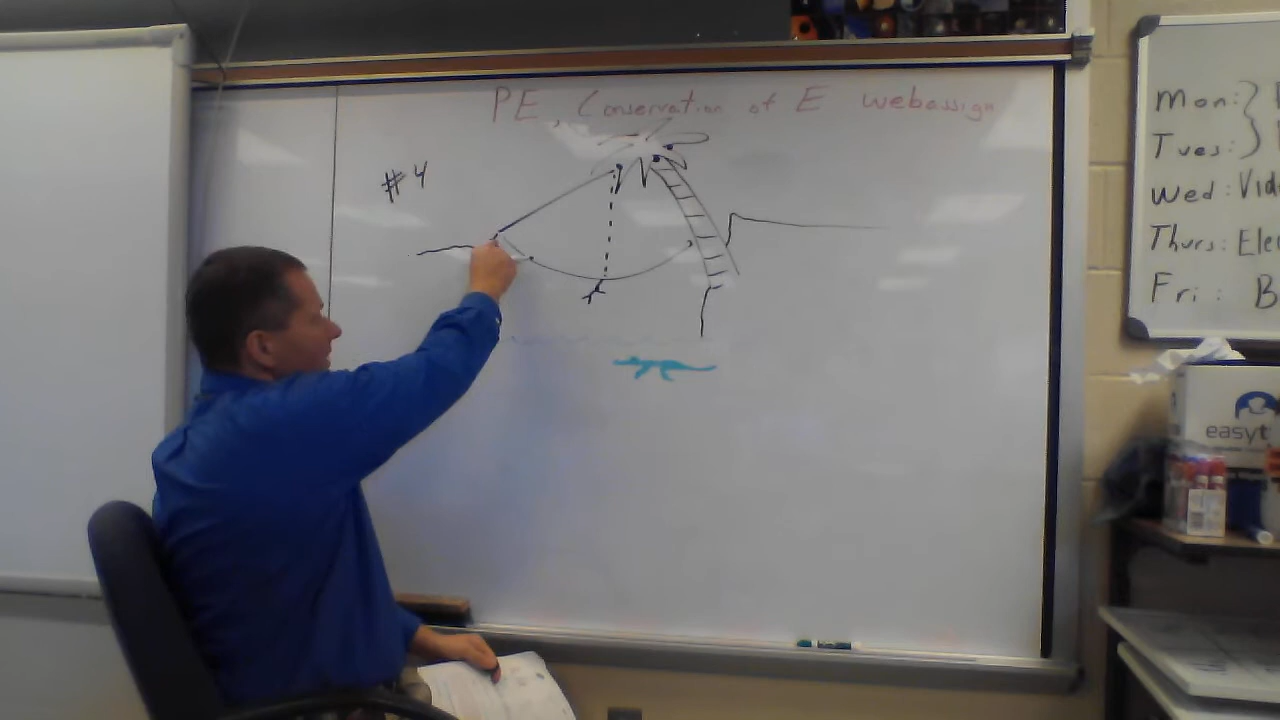 PE, Conservation of E webassign
#4
Mon:
Tues:
Wed: Vid
Thurs: Ele
Fri: B
easyt